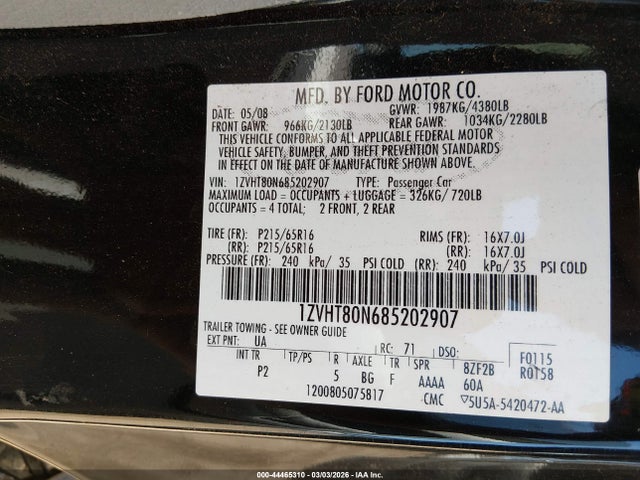 MFD. BY FORD MOTOR CO.
DATE: 05/08 GVWR: 1987KG/4380LB
FRONT GAWR: 966KG/2130LB REAR GAWR: 1034KG/2280LB
THIS VEHICLE CONFORMS TO ALL APPLICABLE FEDERAL MOTOR
VEHICLE SAFETY, BUMPER, AND THEFT PREVENTION STANDARDS
IN EFFECT ON THE DATE OF MANUFACTURE SHOWN ABOVE.
VIN: 1ZVHT80N685202907 TYPE: Passenger Car
MAXIMUM LOAD = OCCUPANTS + LUGGAGE = 326KG/ 720LB
OCCUPANTS = 4 TOTAL; 2 FRONT, 2 REAR
TIRE (FR): P215/65R16 RIMS (FR): 16X7.0J
(RR): P215/65R16 (RR): 16X7.0J
PRESSURE (FR): 240 kPa/ 35 PSI COLD (RR): 240 kPa/ 35 PSI COLD
1ZVHT80N685202907
TRAILER TOWING - SEE OWNER GUIDE
EXT PNT: UA RC: 71 DSO: F0115
INT TR TP/PS R AXLE TR SPR 8ZF2B R0158
P2 5 BG F AAAA 60A
1200805075817 CMC ▽5U5A-5420472-AA
000-44465310 | 03/03/2026 - IAA Inc.